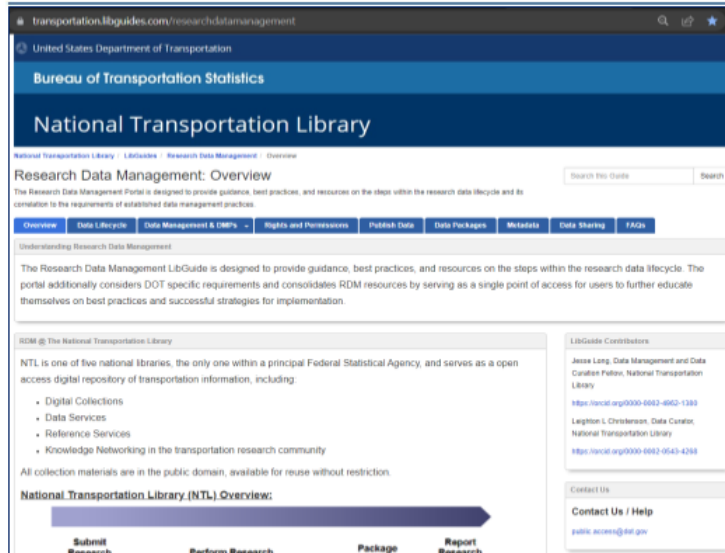 transportation.libguides.com/researchdatamanagement
United States Department of Transportation
Bureau of Transportation Statistics
National Transportation Library
National Transportation Library / LibGuides / Research Data Management / Overview
Research Data Management: Overview
Search this Guide Search
The Research Data Management Portal is designed to provide guidance, best practices, and resources on the steps within the research data lifecycle and its
correlation to the requirements of established data management practices.
Overview Data Lifecycle Data Management & DMPs Rights and Permissions Publish Data Data Packages Metadata Data Sharing FAQs
Understanding Research Data Management
The Research Data Management LibGuide is designed to provide guidance, best practices, and resources on the steps within the research data lifecycle. The
portal additionally considers DOT specific requirements and consolidates RDM resources by serving as a single point of access for users to further educate
themselves on best practices and successful strategies for implementation.
RDM @ The National Transportation Library
NTL is one of five national libraries, the only one within a principal Federal Statistical Agency, and serves as a open
access digital repository of transportation information, including:
• Digital Collections
• Data Services
• Reference Services
• Knowledge Networking in the transportation research community
All collection materials are in the public domain, available for reuse without restriction.
National Transportation Library (NTL) Overview:
Submit
Research
Perform Research
Package
Report
Research
LibGuide Contributors
Jesse Long, Data Management and Data
Curation Fellow, National Transportation
Library
Leighton L Christensen, Data Curator,
National Transportation Library
Contact Us
Contact Us / Help
public.access@dot.gov